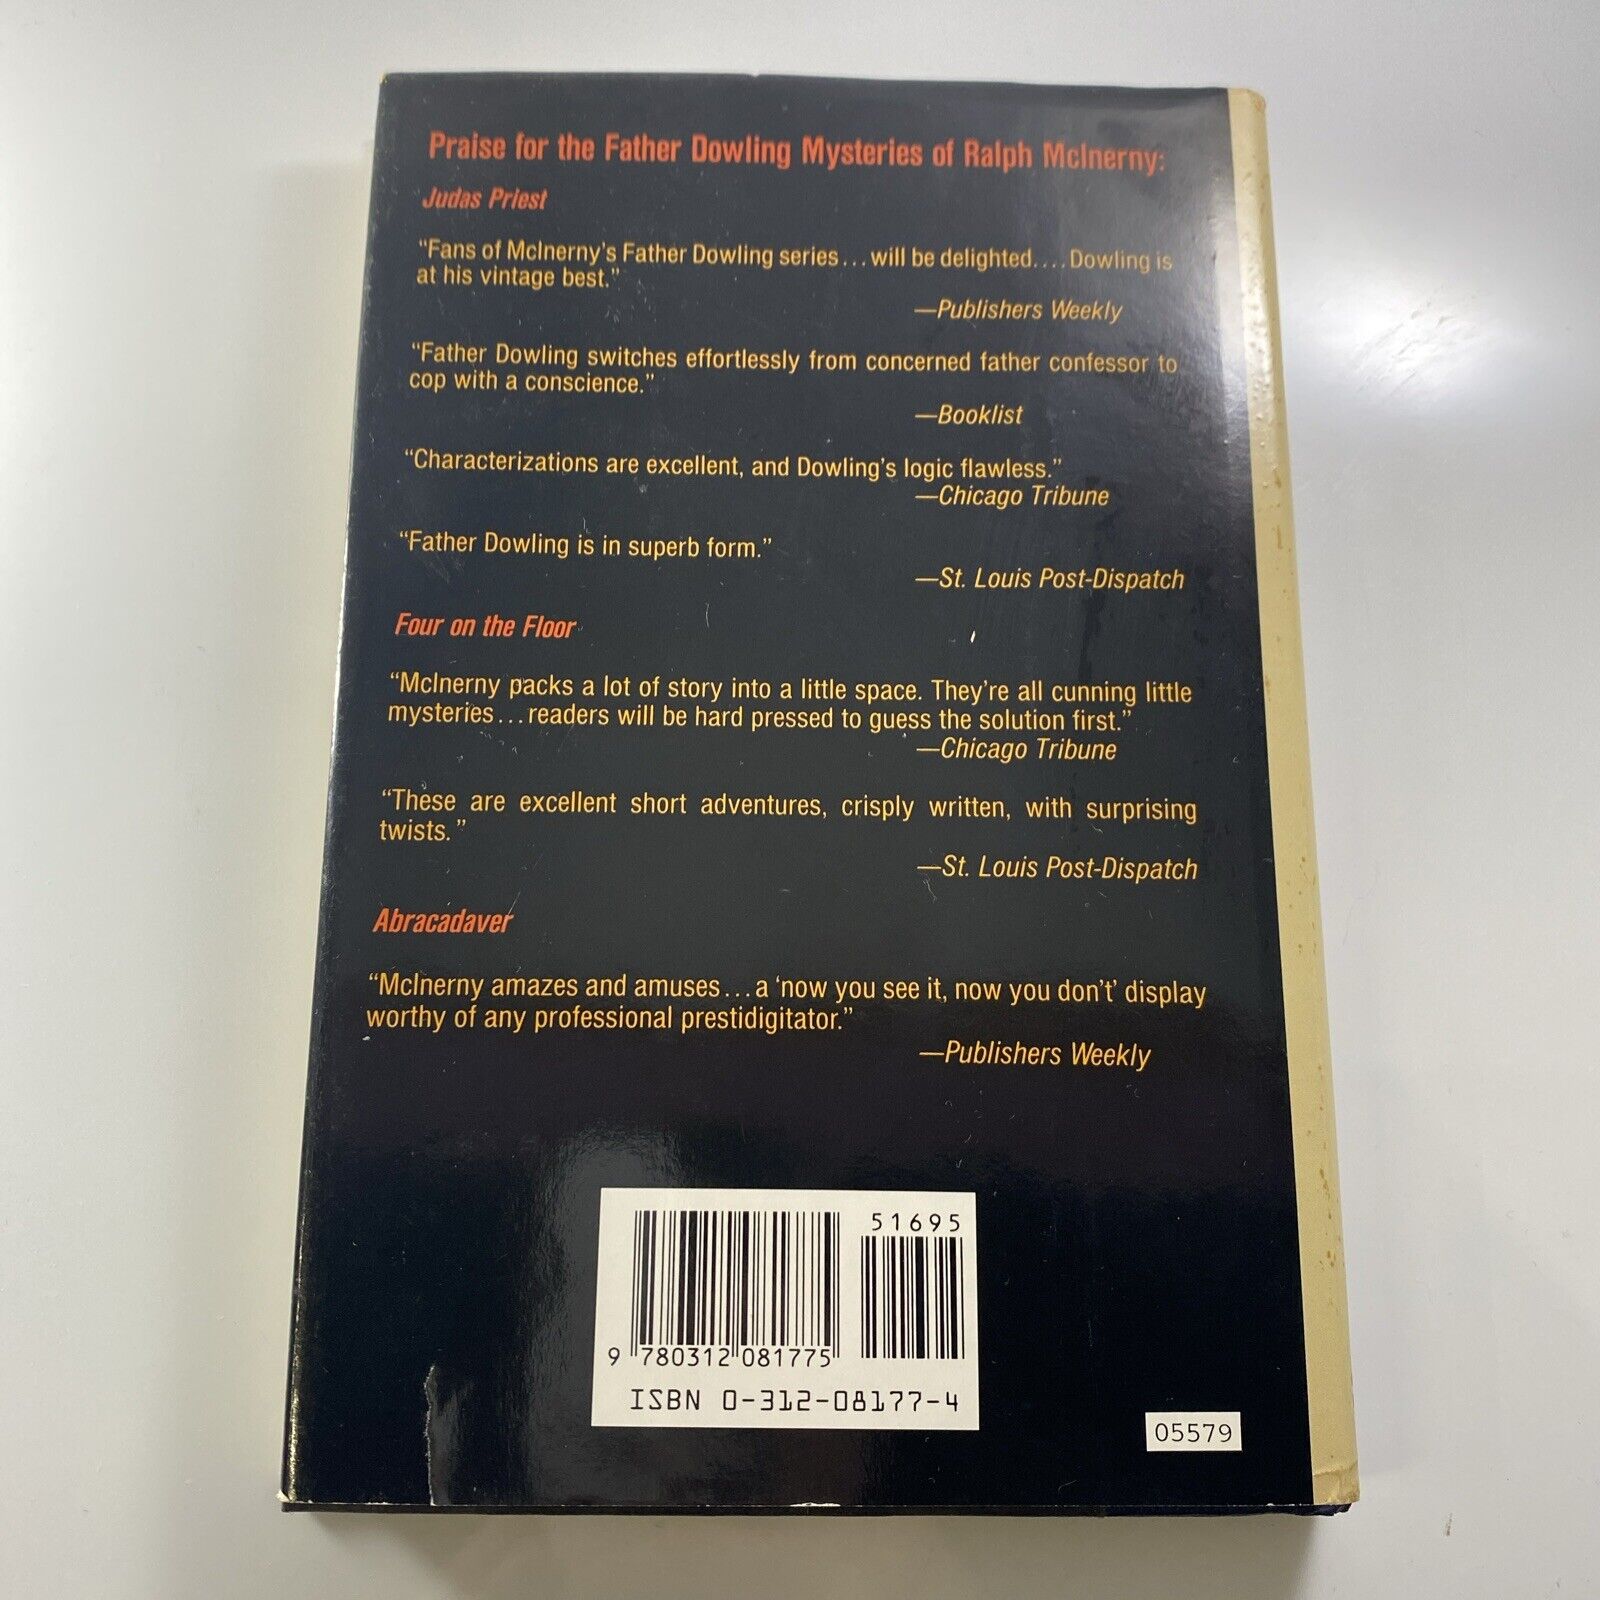 Praise for the Father Dowling Mysteries of Ralph McInerny:
Judas Priest
“Fans of McInerny's Father Dowling series...will be delighted....Dowling is
at his vintage best.”
—Publishers Weekly
“Father Dowling switches effortlessly from concerned father confessor to
cop with a conscience.”
—Booklist
“Characterizations are excellent, and Dowling's logic flawless.”
—Chicago Tribune
“Father Dowling is in superb form.”
—St. Louis Post-Dispatch
Four on the Floor
“McInerny packs a lot of story into a little space. They're all cunning little
mysteries...readers will be hard pressed to guess the solution first.”
—Chicago Tribune
“These are excellent short adventures, crisply written, with surprising
twists.”
—St. Louis Post-Dispatch
Abracadaver
“McInerny amazes and amuses...a ‘now you see it, now you don't’ display
worthy of any professional prestidigitator.”
—Publishers Weekly
51695
9 780312 081775
ISBN 0-312-08177-4
05579